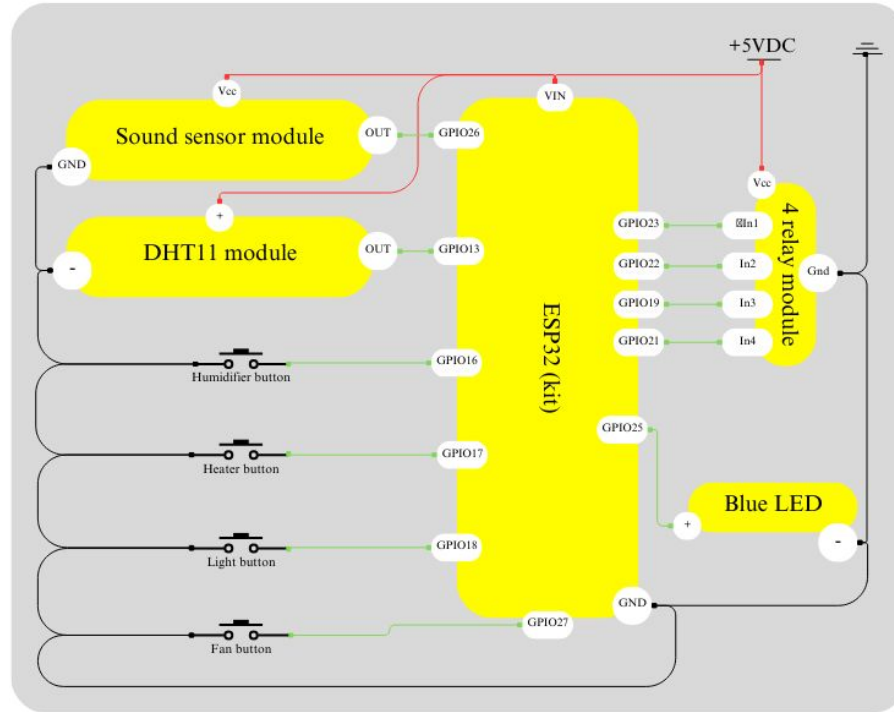 +5VDC
Vcc
VIN
Sound sensor module
OUT
GPIO26
GND
Vcc
+
DHT11 module
OUT
GPIO13
-
GPIO23
In1
GPIO22
In2
GPIO19
In3
GPIO21
In4
4 relay module
Gnd
ESP32 (kit)
Humidifier button
GPIO16
GPIO25
Heater button
GPIO17
Blue LED
+
-
Light button
GPIO18
GND
Fan button
GPIO27